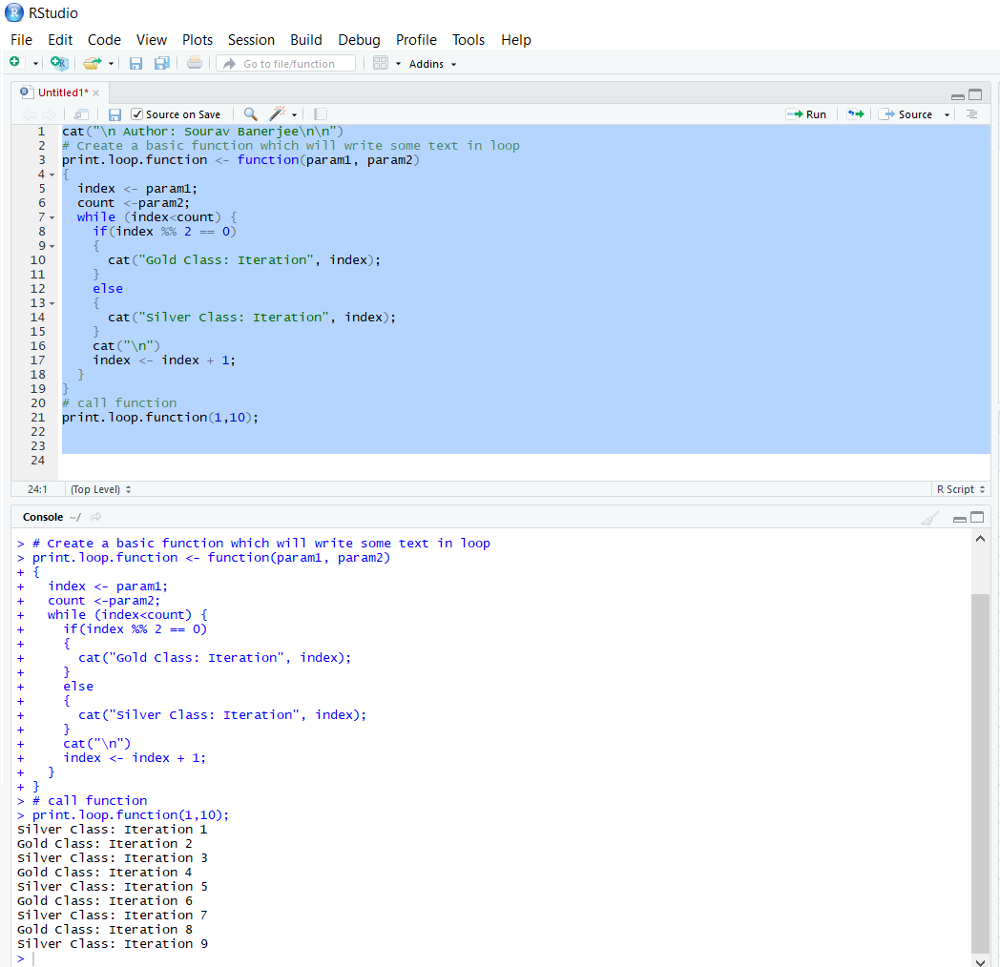 RStudio
File Edit Code View Plots Session Build Debug Profile Tools Help
Go to file/function Addins
Untitled1*
Source on Save Run Source
1 cat("\n Author: Sourav Banerjee\n\n")
2 # Create a basic function which will write some text in loop
3 print.loop.function <- function(param1, param2)
4 {
5   index <- param1;
6   count <-param2;
7   while (index<count) {
8     if(index %% 2 == 0)
9     {
10       cat("Gold Class: Iteration", index);
11     }
12     else
13     {
14       cat("Silver Class: Iteration", index);
15     }
16     cat("\n")
17     index <- index + 1;
18   }
19 }
20 # call function
21 print.loop.function(1,10);
22
23
24
24:1 (Top Level) R Script
Console ~/
> # Create a basic function which will write some text in loop
> print.loop.function <- function(param1, param2)
+ {
+   index <- param1;
+   count <-param2;
+   while (index<count) {
+     if(index %% 2 == 0)
+     {
+       cat("Gold Class: Iteration", index);
+     }
+     else
+     {
+       cat("Silver Class: Iteration", index);
+     }
+     cat("\n")
+     index <- index + 1;
+   }
+ }
> # call function
> print.loop.function(1,10);
Silver Class: Iteration 1
Gold Class: Iteration 2
Silver Class: Iteration 3
Gold Class: Iteration 4
Silver Class: Iteration 5
Gold Class: Iteration 6
Silver Class: Iteration 7
Gold Class: Iteration 8
Silver Class: Iteration 9
>